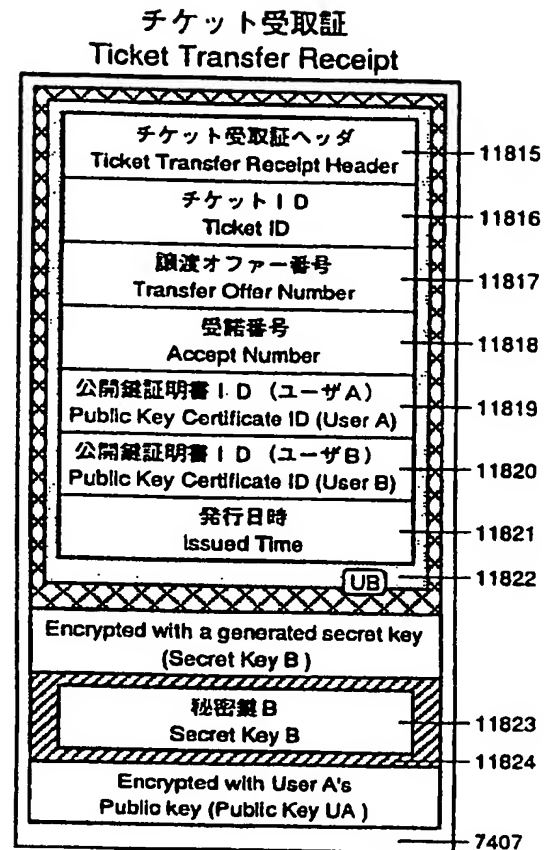 チケット受取証
Ticket Transfer Receipt
チケット受取証ヘッダ
Ticket Transfer Receipt Header
11815
チケットID
Ticket ID
11816
譲渡オファー番号
Transfer Offer Number
11817
受諾番号
Accept Number
11818
公開鍵証明書ID (ユーザA)
Public Key Certificate ID (User A)
11819
公開鍵証明書ID (ユーザB)
Public Key Certificate ID (User B)
11820
発行日時
Issued Time
11821
UB
11822
Encrypted with a generated secret key
(Secret Key B )
秘密鍵B
Secret Key B
11823
11824
Encrypted with User A's
Public key (Public Key UA )
7407